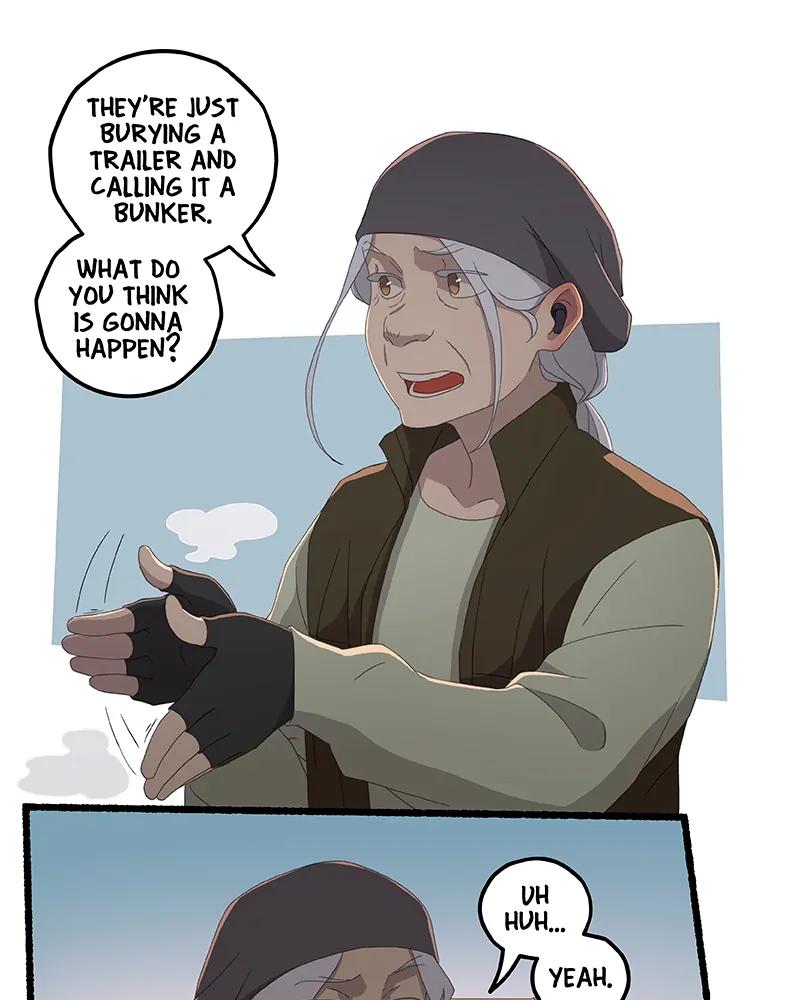 THEY'RE JUST
BURYING A
TRAILER AND
CALLING IT A
BUNKER.
WHAT DO
YOU THINK
IS GONNA
HAPPEN?
UH
HUH...
YEAH.